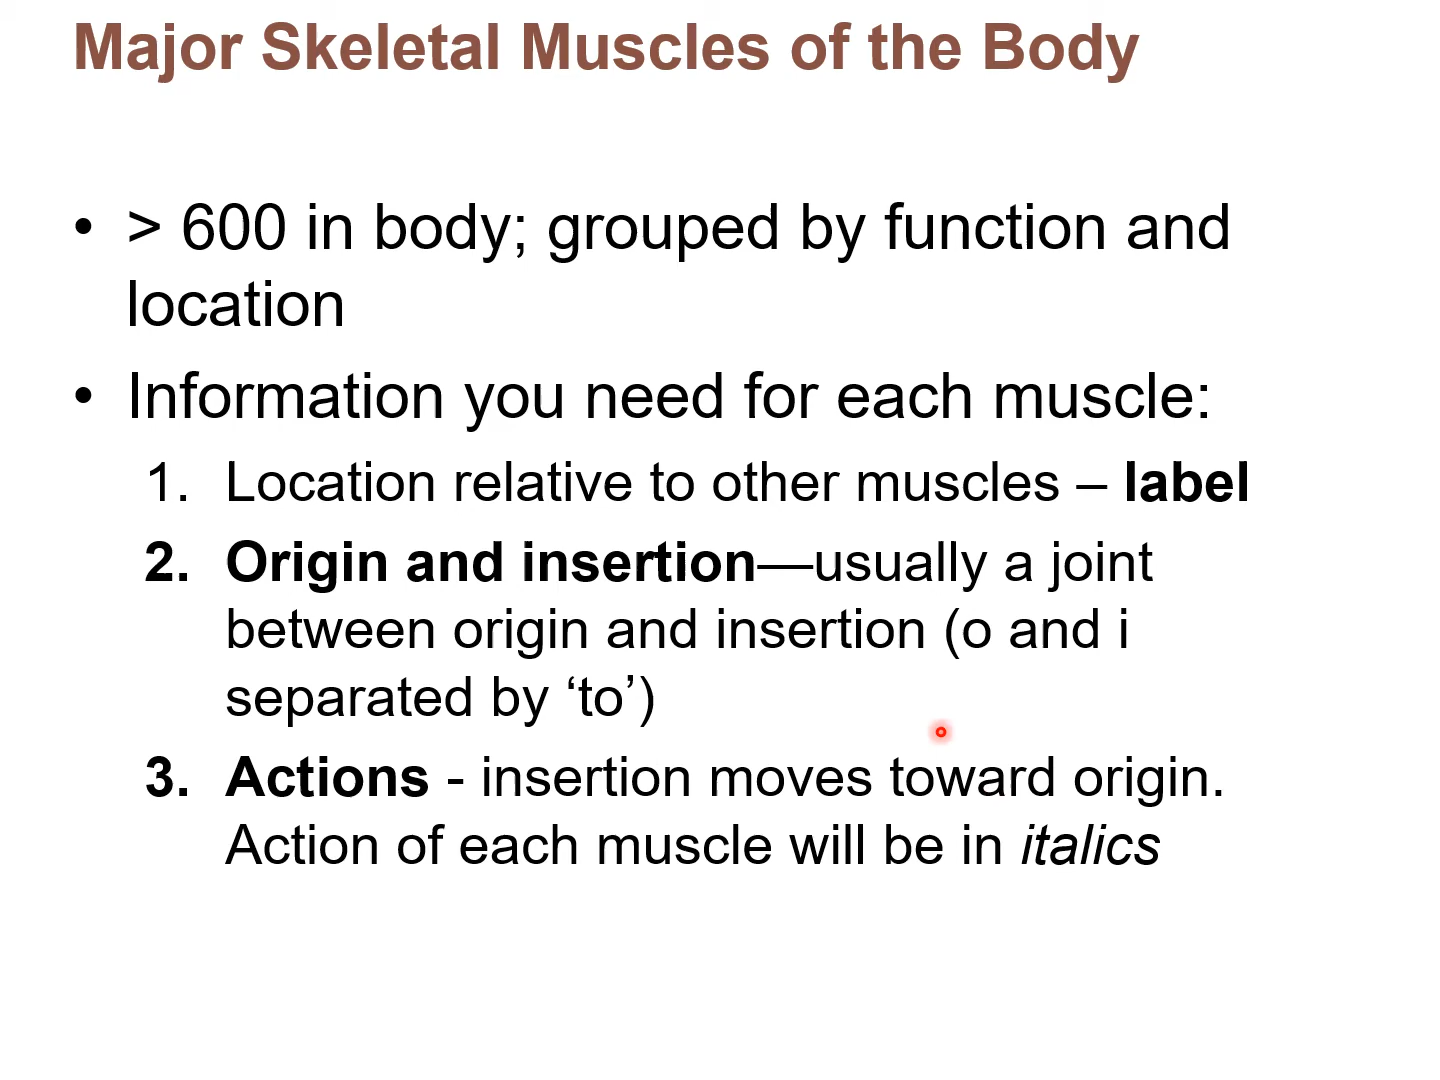 Major Skeletal Muscles of the Body
• > 600 in body; grouped by function and
location
• Information you need for each muscle:
1. Location relative to other muscles – label
2. Origin and insertion—usually a joint
between origin and insertion (o and i
separated by ‘to’)
3. Actions - insertion moves toward origin.
Action of each muscle will be in italics